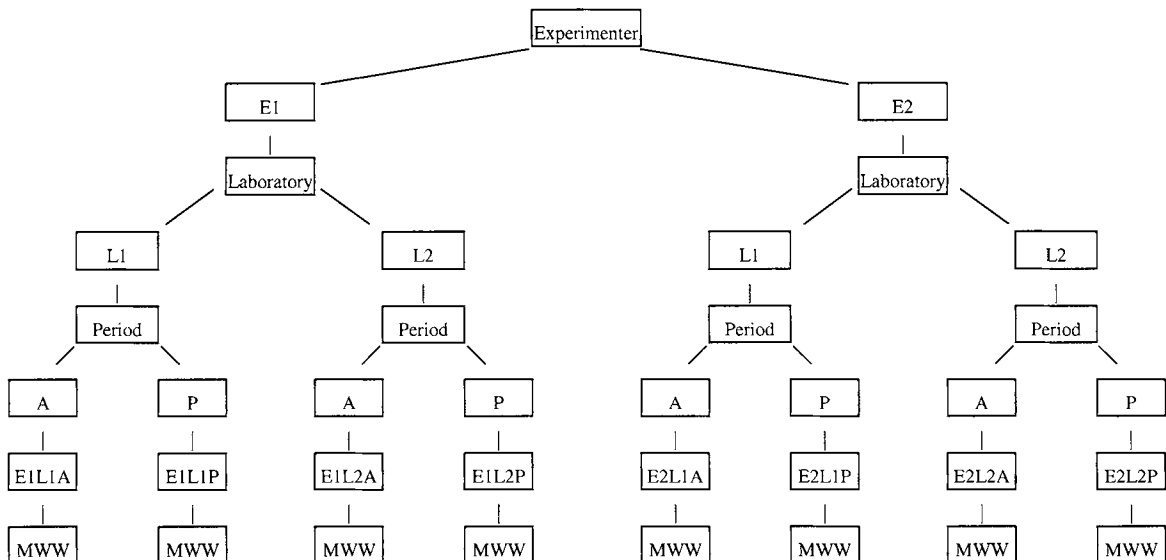 Experimenter
E1 E2
Laboratory Laboratory
L1 L2 L1 L2
Period Period Period Period
A P A P A P A P
E1L1A E1L1P E1L2A E1L2P E2L1A E2L1P E2L2A E2L2P
MWW MWW MWW MWW MWW MWW MWW MWW